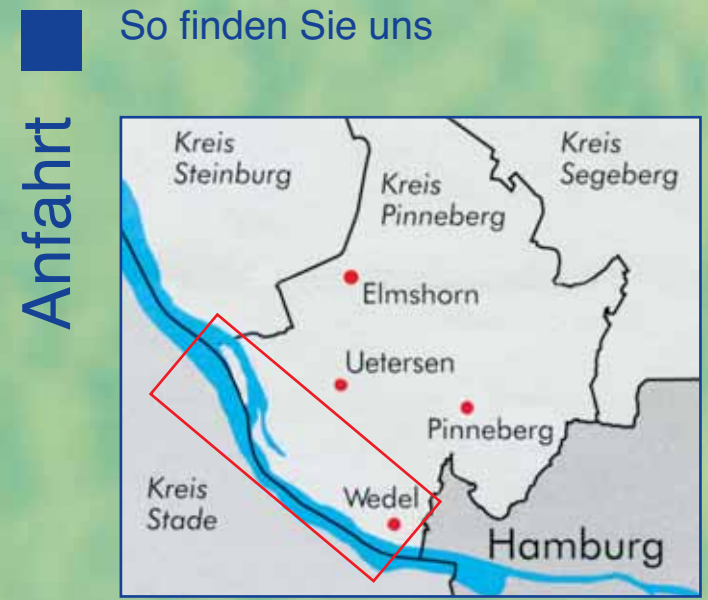 So finden Sie uns
Anfahrt
Kreis
Steinburg
Kreis
Pinneberg
Kreis
Segeberg
Elmshorn
Uetersen
Pinneberg
Kreis
Stade
Wedel
Hamburg